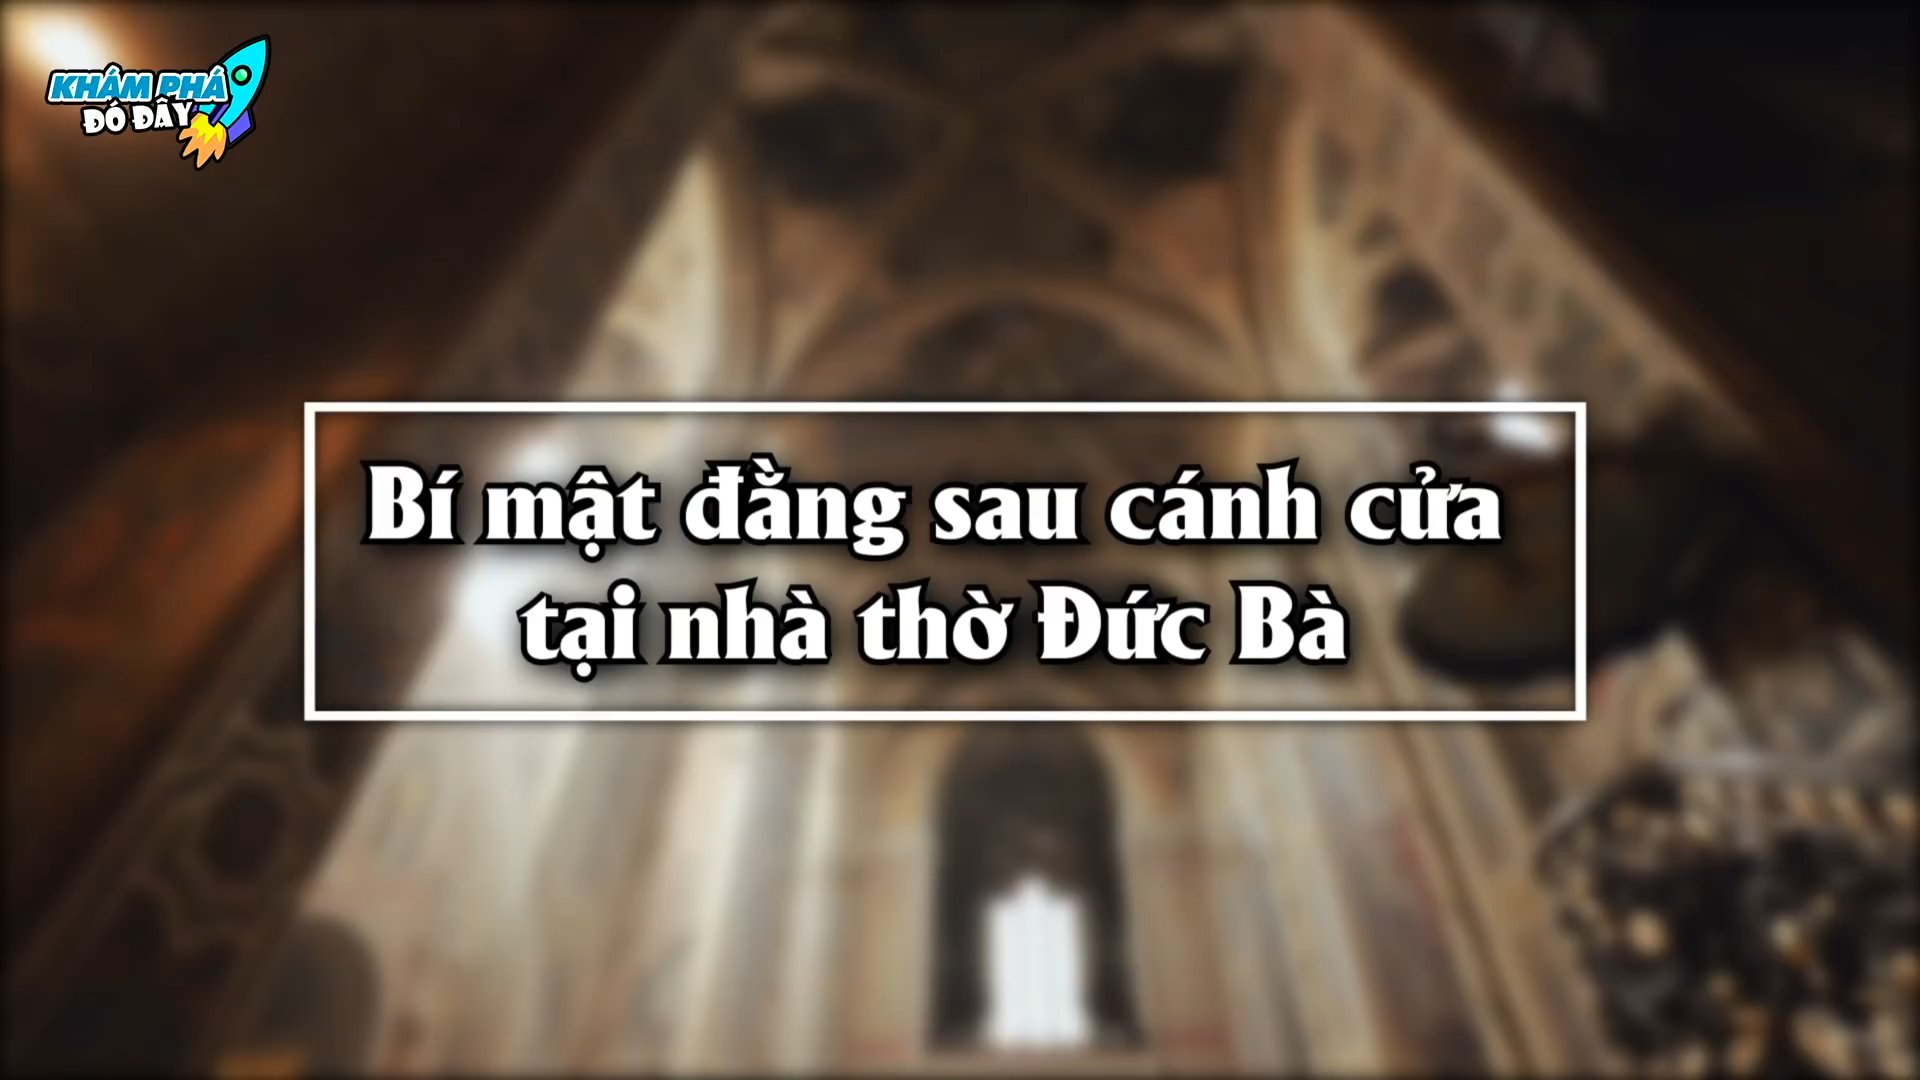 KHÁM PHÁ
ĐÓ ĐÂY
Bí mật đằng sau cánh cửa
tại nhà thờ Đức Bà